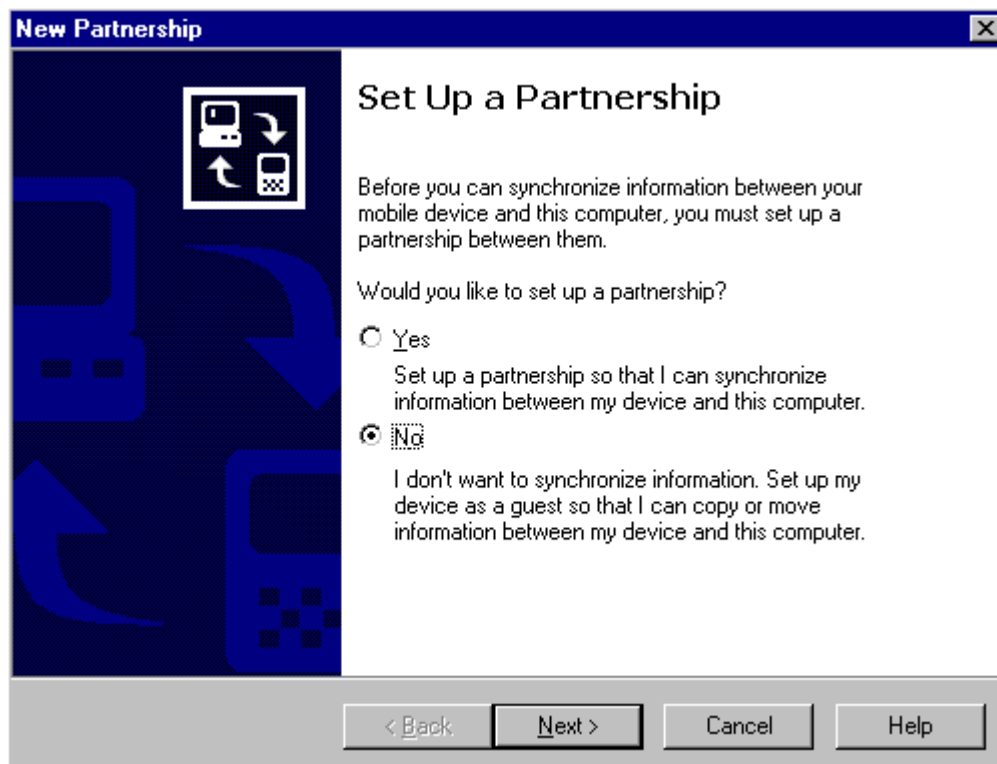 New Partnership
Set Up a Partnership
Before you can synchronize information between your
mobile device and this computer, you must set up a
partnership between them.
Would you like to set up a partnership?
Yes
Set up a partnership so that I can synchronize
information between my device and this computer.
No
I don't want to synchronize information. Set up my
device as a guest so that I can copy or move
information between my device and this computer.
< Back
Next >
Cancel
Help